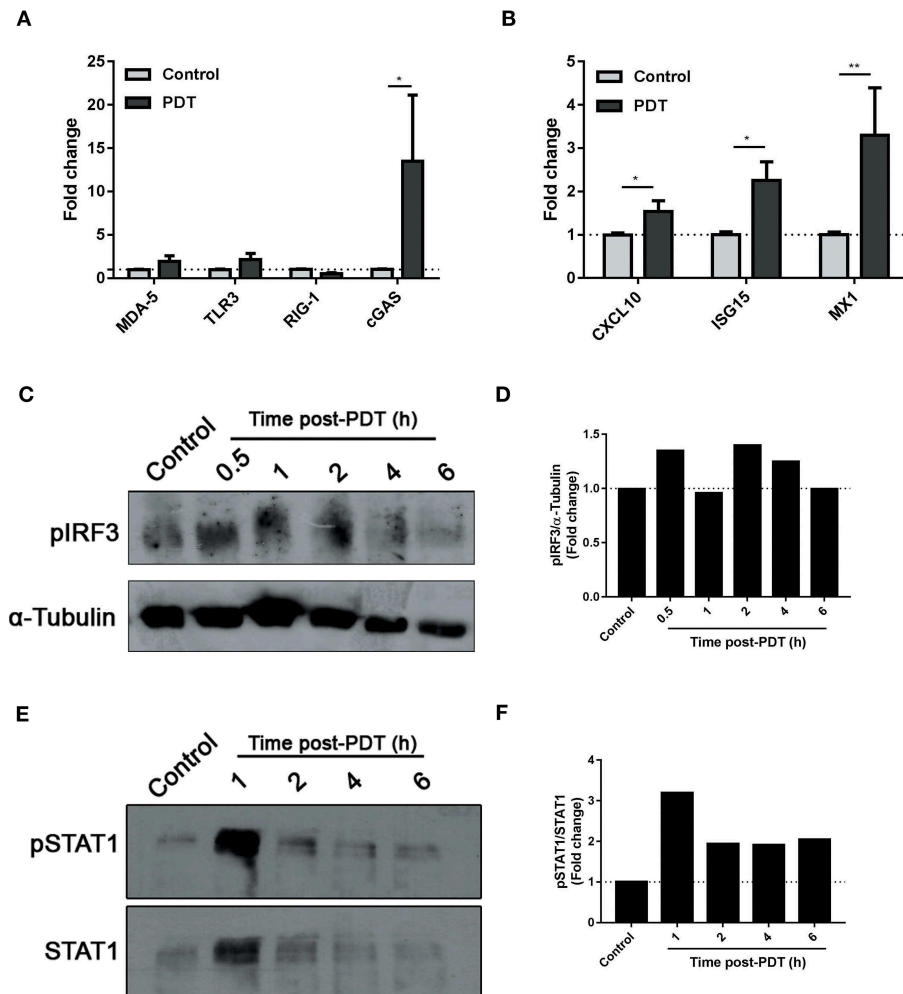 A
Fold change
25
20
15
10
5
0
Control
PDT
*
MDA-5
TLR3
RIG-1
cGAS
B
Fold change
5
4
3
2
1
0
Control
PDT
*
*
**
CXCL10
ISG15
MX1
C
Control
Time post-PDT (h)
0.5 1 2 4 6
pIRF3
α-Tubulin
D
pIRF3/α-Tubulin
(Fold change)
1.5
1.0
0.5
0.0
Control
0.5
1
2
4
6
Time post-PDT (h)
E
Control
Time post-PDT (h)
1 2 4 6
pSTAT1
STAT1
F
pSTAT1/STAT1
(Fold change)
4
3
2
1
0
Control
1
2
4
6
Time post-PDT (h)